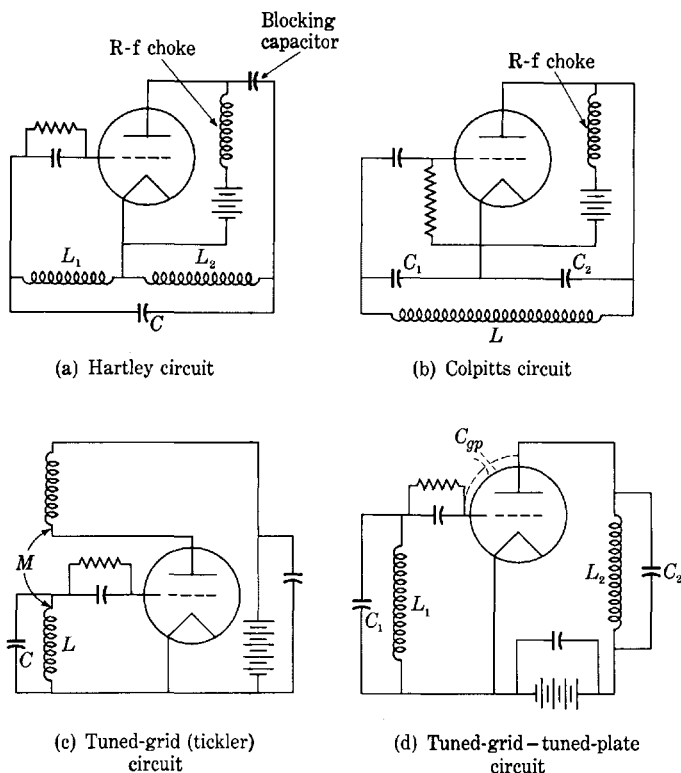 Blocking
capacitor
R-f choke
L₁
L₂
C
(a) Hartley circuit
R-f choke
C₁
C₂
L
(b) Colpitts circuit
M
C
L
(c) Tuned-grid (tickler)
circuit
C_gp
C₁
L₁
L₂
C₂
(d) Tuned-grid–tuned-plate
circuit